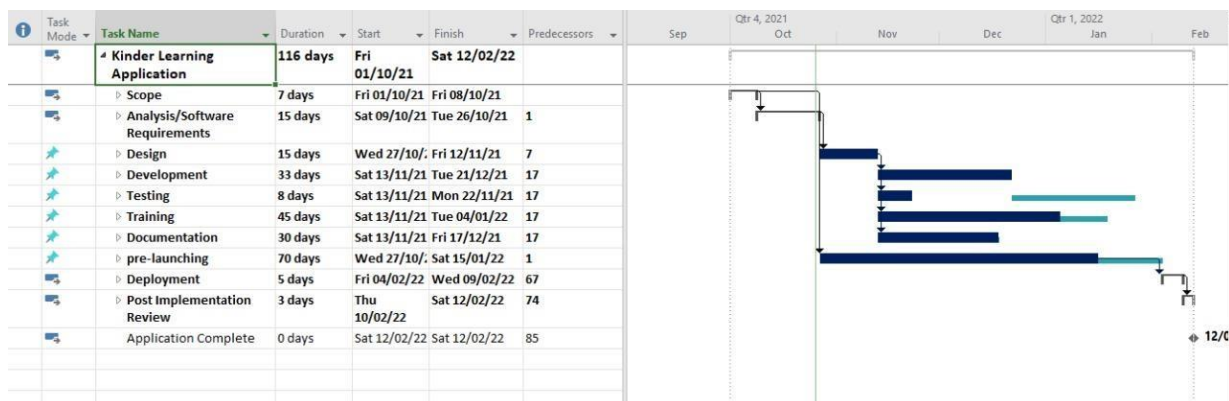 Qtr 4, 2021 Qtr 1, 2022
Task Mode Task Name Duration Start Finish Predecessors Sep Oct Nov Dec Jan Feb
Kinder Learning Application 116 days Fri 01/10/21 Sat 12/02/22
Scope 7 days Fri 01/10/21 Fri 08/10/21
Analysis/Software Requirements 15 days Sat 09/10/21 Tue 26/10/21 1
Design 15 days Wed 27/10/ Fri 12/11/21 7
Development 33 days Sat 13/11/21 Tue 21/12/21 17
Testing 8 days Sat 13/11/21 Mon 22/11/21 17
Training 45 days Sat 13/11/21 Tue 04/01/22 17
Documentation 30 days Sat 13/11/21 Fri 17/12/21 17
pre-launching 70 days Wed 27/10/ Sat 15/01/22 1
Deployment 5 days Fri 04/02/22 Wed 09/02/22 67
Post Implementation Review 3 days Thu 10/02/22 Sat 12/02/22 74
Application Complete 0 days Sat 12/02/22 Sat 12/02/22 85 12/0